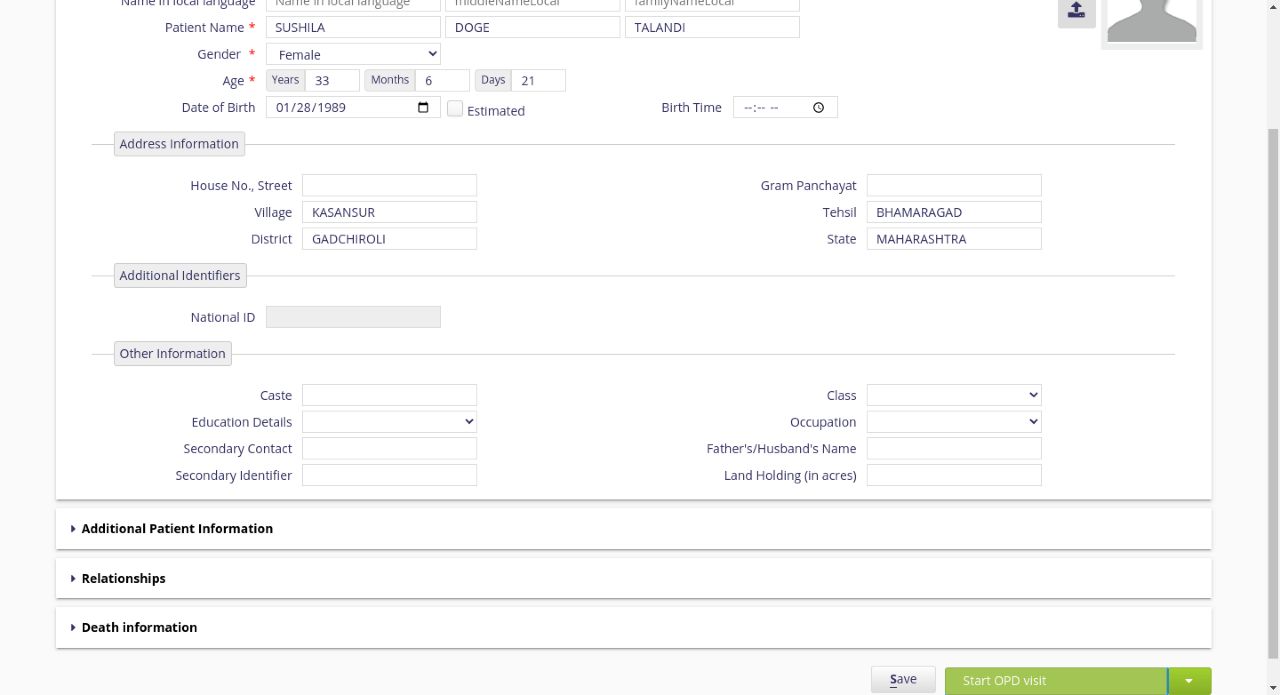 Name in local language Name in local language middleNameLocal familyNameLocal
Patient Name * SUSHILA DOGE TALANDI
Gender * Female
Age * Years 33 Months 6 Days 21
Date of Birth 01/28/1989 Estimated Birth Time --:-- --
Address Information
House No., Street Gram Panchayat
Village KASANSUR Tehsil BHAMARAGAD
District GADCHIROLI State MAHARASHTRA
Additional Identifiers
National ID
Other Information
Caste Class
Education Details Occupation
Secondary Contact Father's/Husband's Name
Secondary Identifier Land Holding (in acres)
Additional Patient Information
Relationships
Death information
Save Start OPD visit